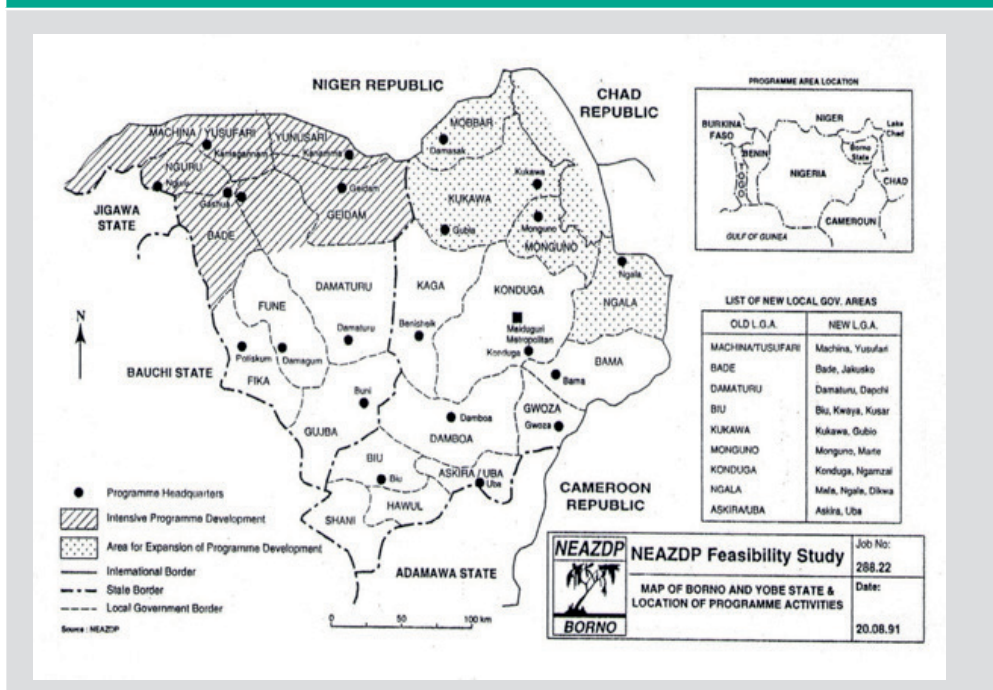 NIGER REPUBLIC
CHAD
REPUBLIC
MACHINA / YUSUFARI
Kanagannam
YUNUSARI
Kanamma
NGURU
Nguru
Gashua
BADE
Geidam
GEIDAM
MOBBAR
Damasak
KUKAWA
Kukawa
Gubio
Monguno
MONGUNO
Ngala
NGALA
JIGAWA
STATE
N
BAUCHI STATE
FUNE
DAMATURU
Damaturu
Potiskum
Damagum
FIKA
KAGA
Benisheik
KONDUGA
Maiduguri
Metropolitan
Konduga
BAMA
Bama
Buni
GUJBA
Damboa
DAMBOA
GWOZA
Gwoza
BIU
Biu
ASKIRA / UBA
Uba
HAWUL
SHANI
CAMEROON
REPUBLIC
ADAMAWA STATE
PROGRAMME AREA LOCATION
BURKINA
FASO
NIGER
Lake
Chad
BENIN
TOGO
Borno
State
NIGERIA
CHAD
CAMEROUN
GULF OF GUINEA
LIST OF NEW LOCAL GOV. AREAS
OLD L.G.A. NEW L.G.A.
MACHINA/TUSUFARI Machina, Yusufari
BADE Bade, Jakusko
DAMATURU Damaturu, Dapchi
BIU Biu, Kwaya, Kusar
KUKAWA Kukawa, Gubio
MONGUNO Monguno, Marte
KONDUGA Konduga, Ngamzai
NGALA Mafa, Ngala, Dikwa
ASKIRA/UBA Askira, Uba
Programme Headquarters
Intensive Programme Development
Area for Expansion of Programme Development
International Border
State Border
Local Government Border
Source : NEAZDP
0 50 100 km
NEAZDP
BORNO
NEAZDP Feasibility Study
MAP OF BORNO AND YOBE STATE &
LOCATION OF PROGRAMME ACTIVITIES
Job No:
288.22
Date:
20.08.91